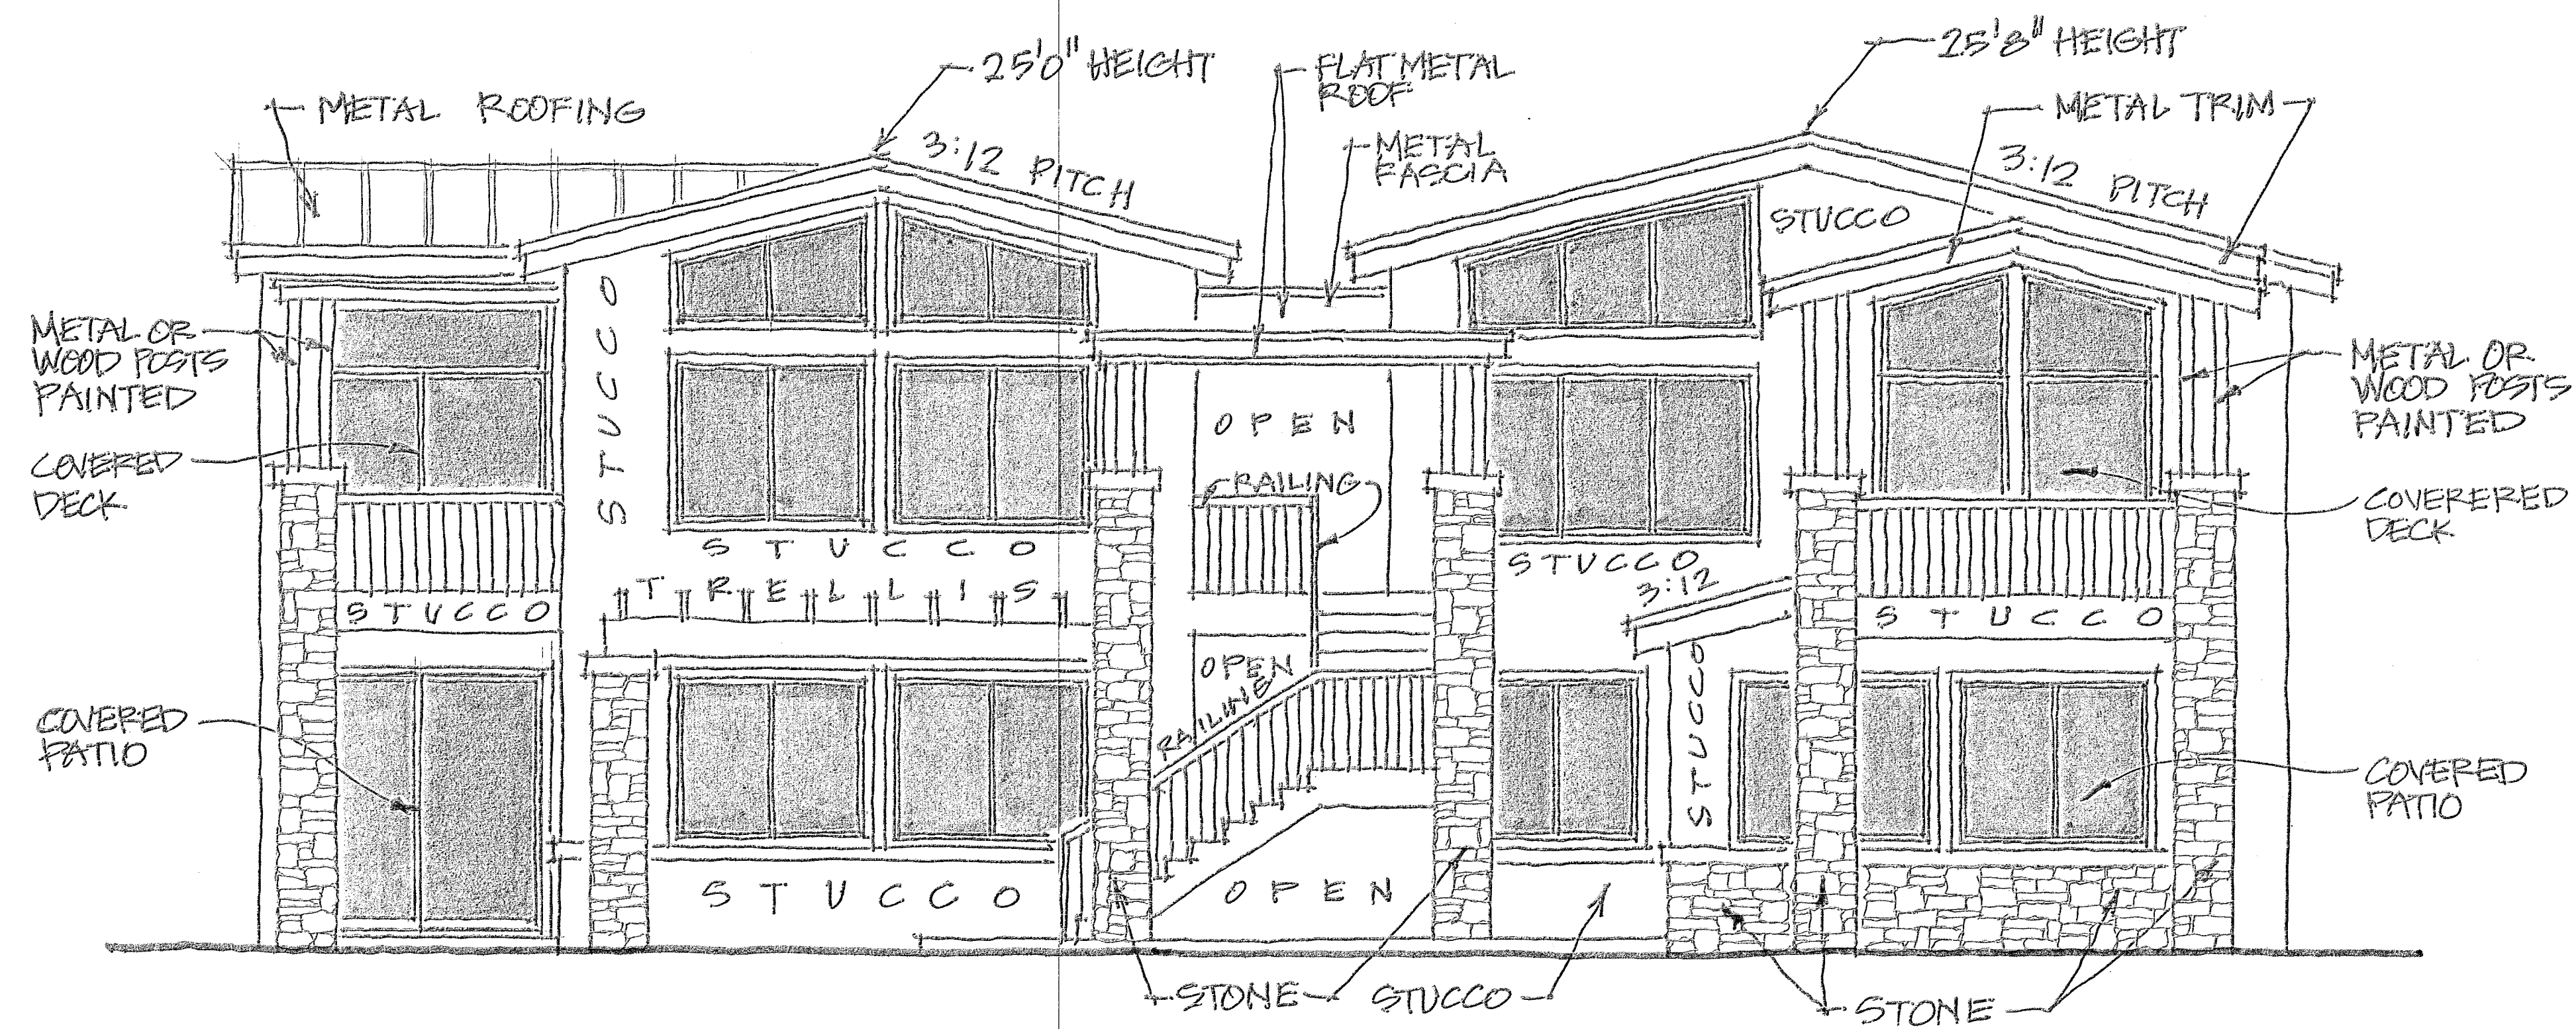 25'0" HEIGHT
FLAT METAL
ROOF
25'8" HEIGHT
METAL ROOFING
METAL TRIM
METAL
FASCIA
3:12 PITCH
3:12 PITCH
STUCCO
STUCCO
METAL OR
WOOD POSTS
PAINTED
METAL OR
WOOD POSTS
PAINTED
OPEN
COVERED
DECK
RAILING
COVERERED
DECK
STUCCO
STUCCO
3:12
TRELLIS
STUCCO
STUCCO
OPEN
RAILING
STUCCO
COVERED
PATIO
COVERED
PATIO
STUCCO
OPEN
STONE
STUCCO
STONE